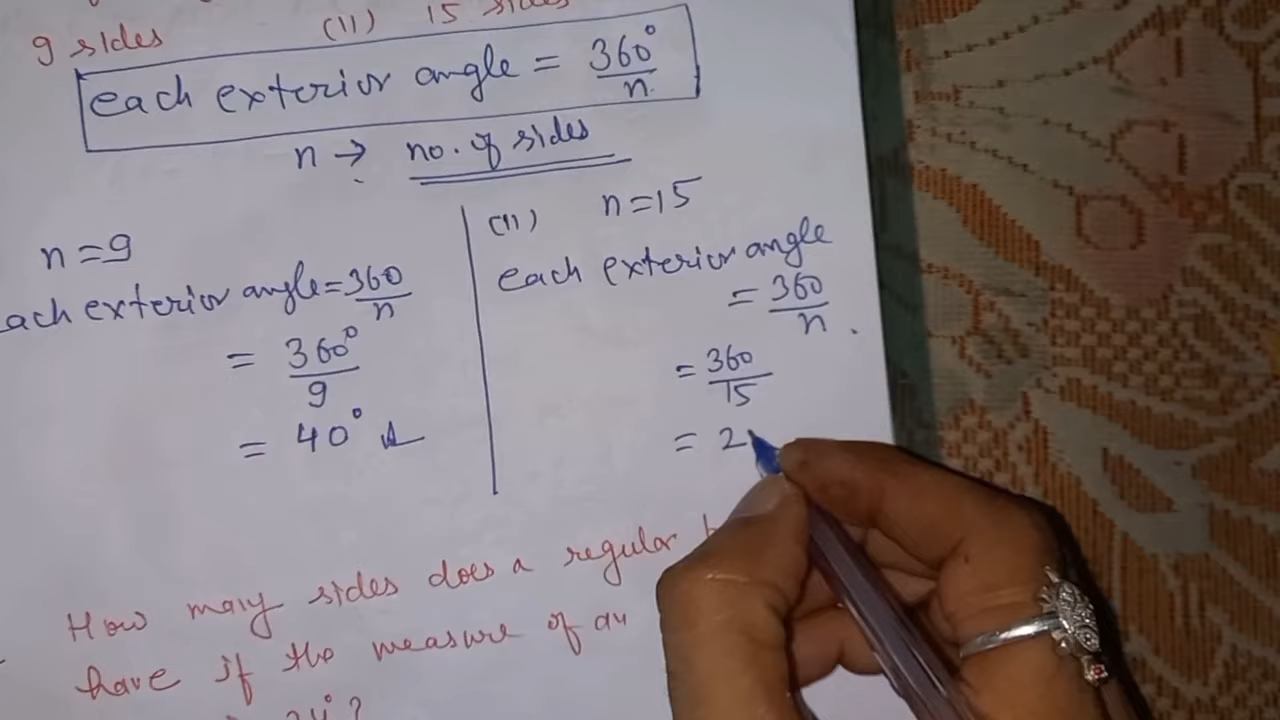 9 sides (II) 15 sides
each exterior angle = 360°/n
n → no. of sides
n = 9
ach exterior angle = 360/n
= 360°/9
= 40°
(II) n = 15
each exterior angle
= 360/n.
= 360/15
= 2
How many sides does a regular
have if the measure of an
24°?